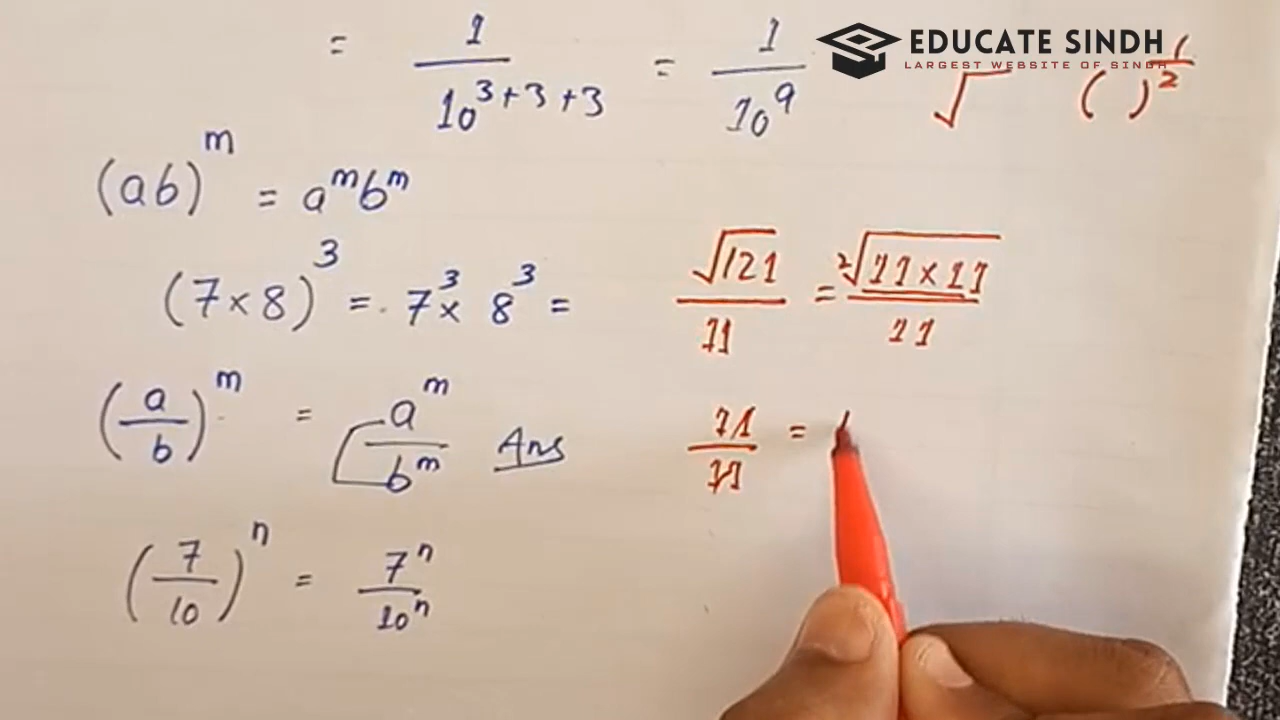 EDUCATE SINDH
LARGEST WEBSITE OF SINDH
= 1/10^(3+3+3) = 1/10^9
√ ( )^(1/2)
(ab)^m = a^m b^m
(7×8)^3 = 7^3 × 8^3 =
(a/b)^m = a^m/b^m Ans
(7/10)^n = 7^n/10^n
√121/11 = ²√(11×11)/11
11/11 = 1